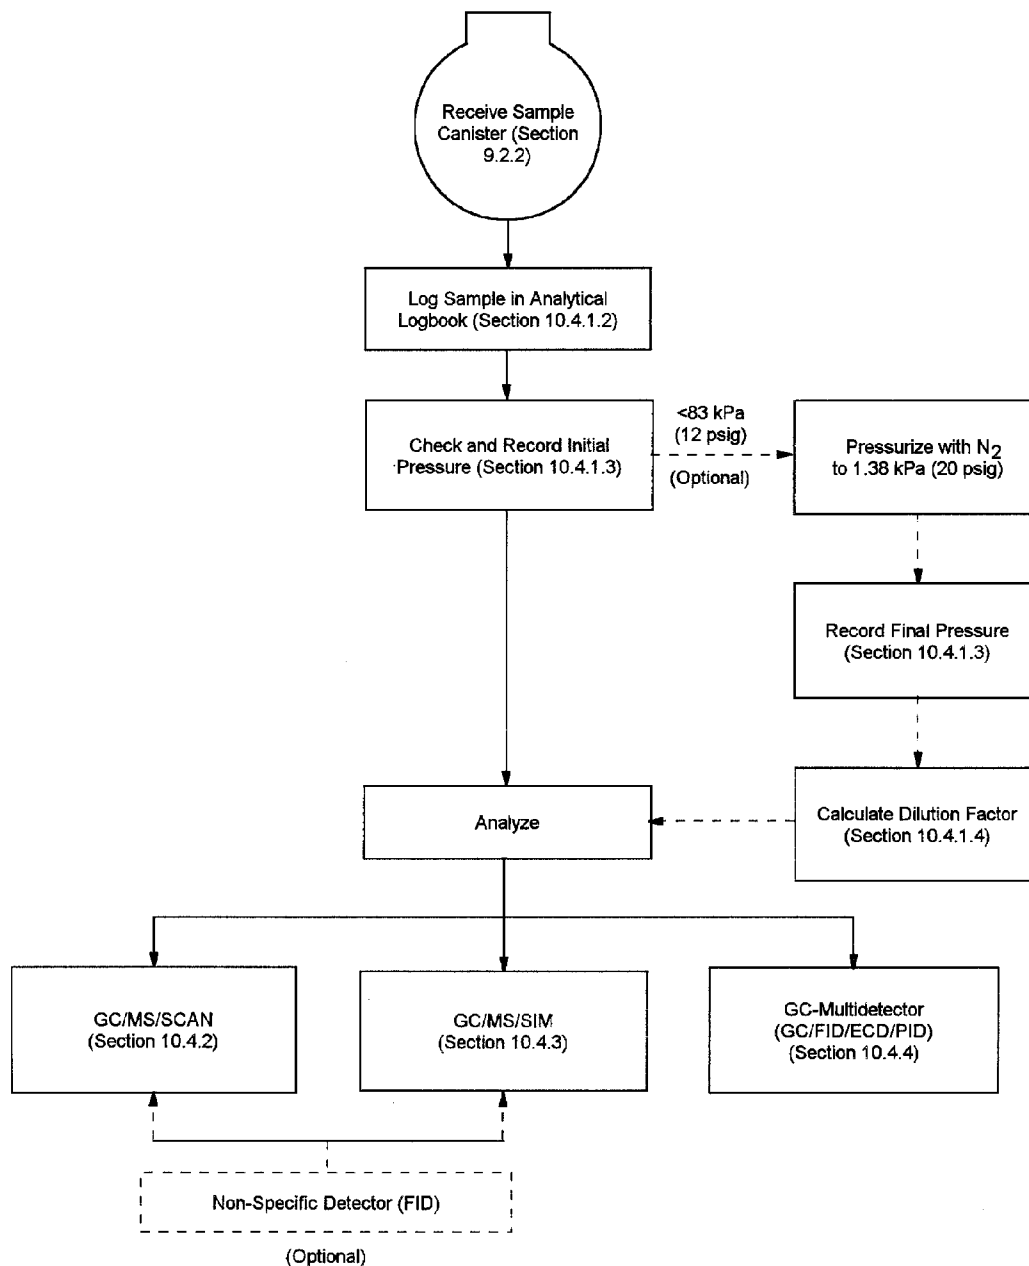 Receive Sample
Canister (Section
9.2.2)
Log Sample in Analytical
Logbook (Section 10.4.1.2)
Check and Record Initial
Pressure (Section 10.4.1.3)
<83 kPa
(12 psig)
(Optional)
Pressurize with N2
to 1.38 kPa (20 psig)
Record Final Pressure
(Section 10.4.1.3)
Calculate Dilution Factor
(Section 10.4.1.4)
Analyze
GC/MS/SCAN
(Section 10.4.2)
GC/MS/SIM
(Section 10.4.3)
GC-Multidetector
(GC/FID/ECD/PID)
(Section 10.4.4)
Non-Specific Detector (FID)
(Optional)